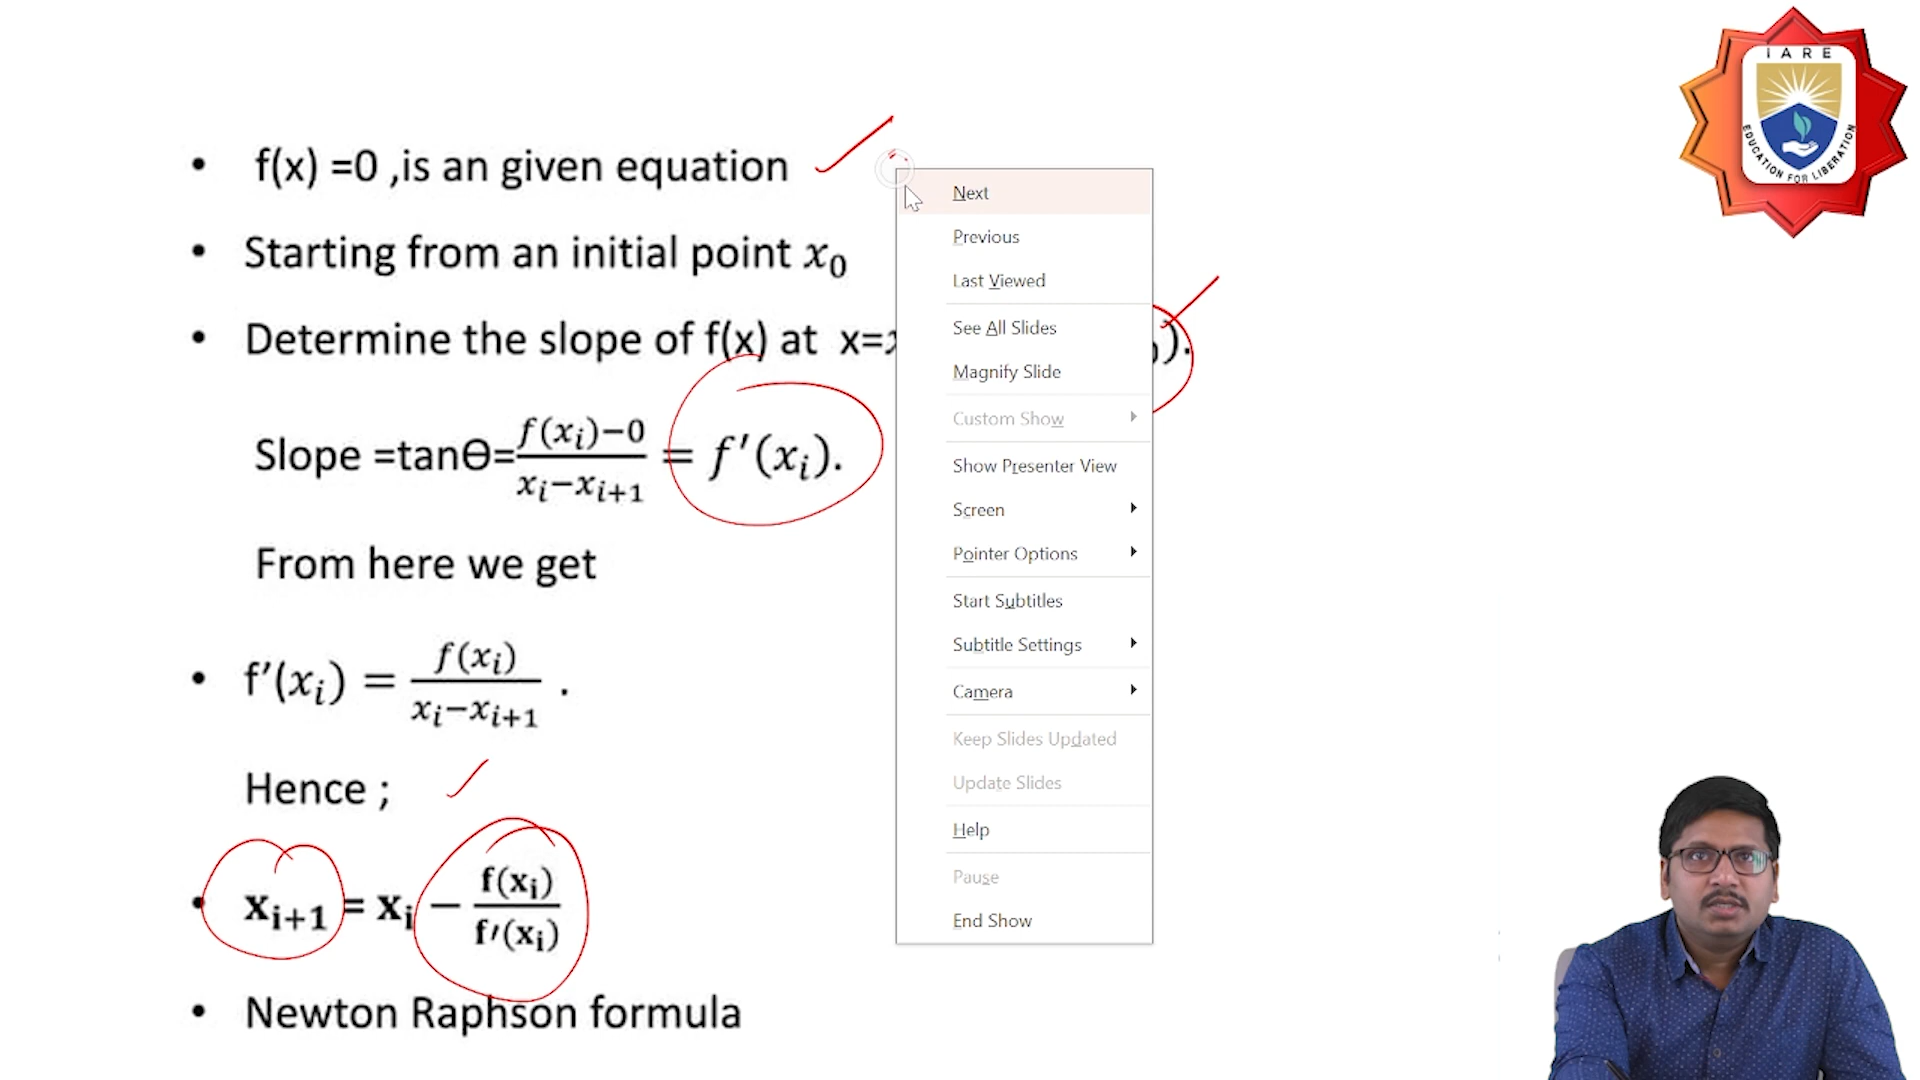 IARE
EDUCATION FOR LIBERATION
• f(x) =0 ,is an given equation
• Starting from an initial point x₀
• Determine the slope of f(x) at x=
).
Slope =tanƟ= f(xᵢ)−0 / xᵢ−xᵢ₊₁ = f′(xᵢ).
From here we get
• f′(xᵢ) = f(xᵢ) / xᵢ−xᵢ₊₁ .
Hence ;
• xᵢ₊₁ = xᵢ − f(xᵢ) / f′(xᵢ)
• Newton Raphson formula
Next
Previous
Last Viewed
See All Slides
Magnify Slide
Custom Show
Show Presenter View
Screen
Pointer Options
Start Subtitles
Subtitle Settings
Camera
Keep Slides Updated
Update Slides
Help
Pause
End Show